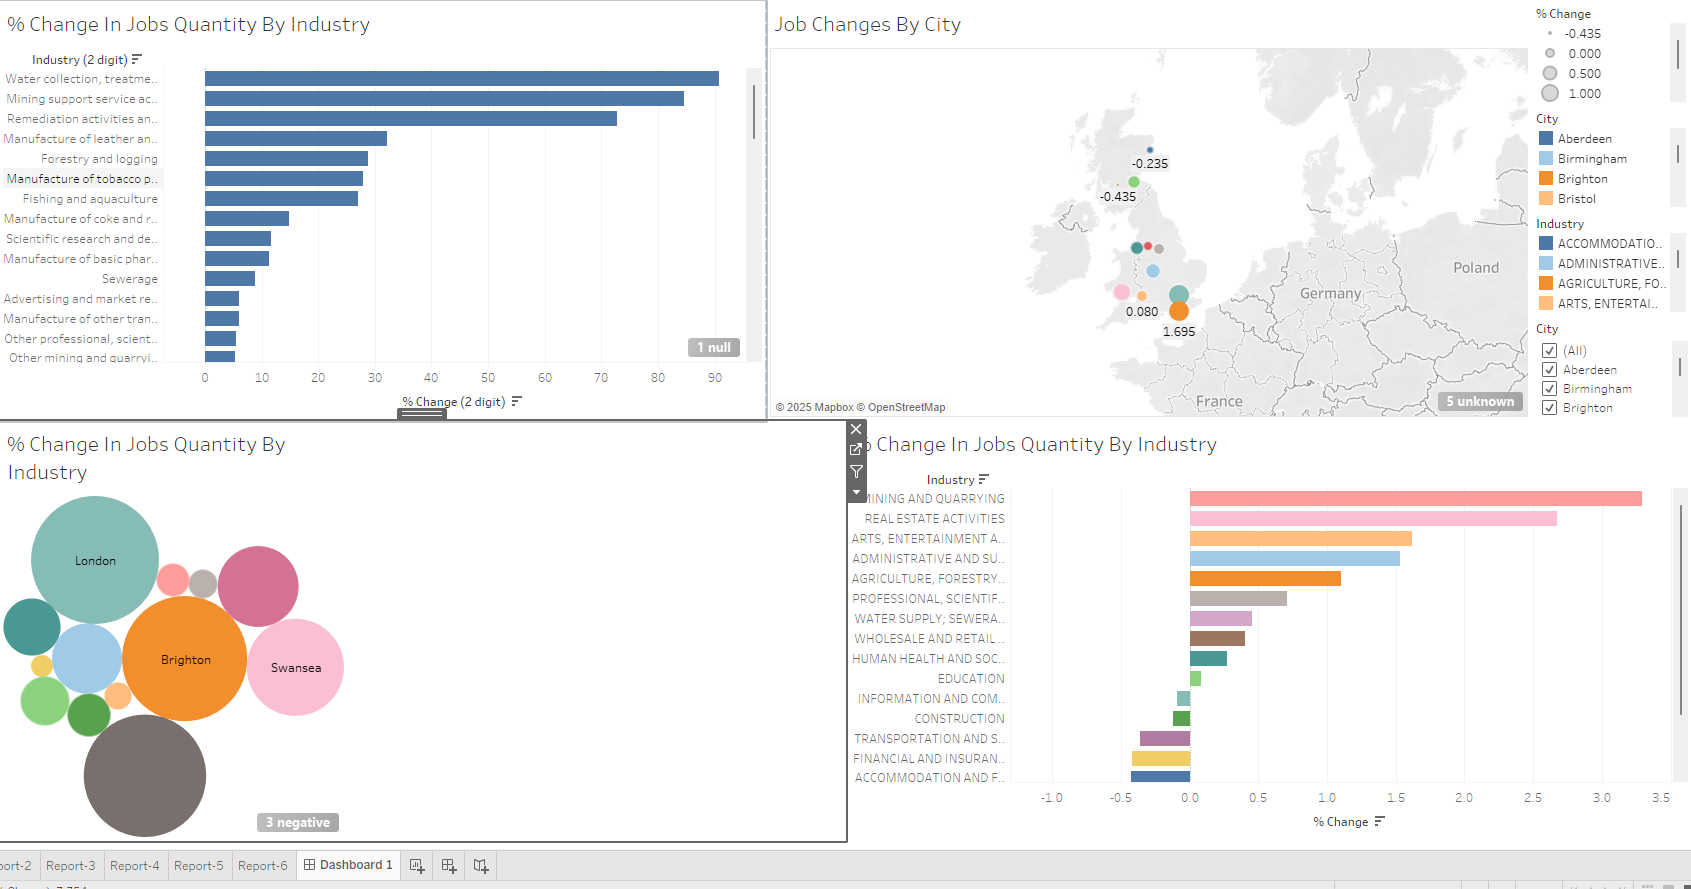 % Change In Jobs Quantity By Industry
Industry (2 digit)
Water collection, treatme..
Mining support service ac..
Remediation activities an..
Manufacture of leather an..
Forestry and logging
Manufacture of tobacco p..
Fishing and aquaculture
Manufacture of coke and r..
Scientific research and de..
Manufacture of basic phar..
Sewerage
Advertising and market re..
Manufacture of other tran..
Other professional, scient..
Other mining and quarryi..
1 null
0 10 20 30 40 50 60 70 80 90
% Change (2 digit)
Job Changes By City
-0.235
-0.435
0.080
1.695
Poland
Germany
France
© 2025 Mapbox © OpenStreetMap
5 unknown
% Change
-0.435
0.000
0.500
1.000
City
Aberdeen
Birmingham
Brighton
Bristol
Industry
ACCOMMODATIO..
ADMINISTRATIVE..
AGRICULTURE, FO..
ARTS, ENTERTAI..
City
(All)
Aberdeen
Birmingham
Brighton
% Change In Jobs Quantity By
Industry
London
Brighton
Swansea
3 negative
% Change In Jobs Quantity By Industry
Industry
MINING AND QUARRYING
REAL ESTATE ACTIVITIES
ARTS, ENTERTAINMENT A..
ADMINISTRATIVE AND SU..
AGRICULTURE, FORESTRY..
PROFESSIONAL, SCIENTIF..
WATER SUPPLY; SEWERA..
WHOLESALE AND RETAIL ..
HUMAN HEALTH AND SOC..
EDUCATION
INFORMATION AND COM..
CONSTRUCTION
TRANSPORTATION AND S..
FINANCIAL AND INSURAN..
ACCOMMODATION AND F..
-1.0 -0.5 0.0 0.5 1.0 1.5 2.0 2.5 3.0 3.5
% Change
port-2 Report-3 Report-4 Report-5 Report-6 Dashboard 1